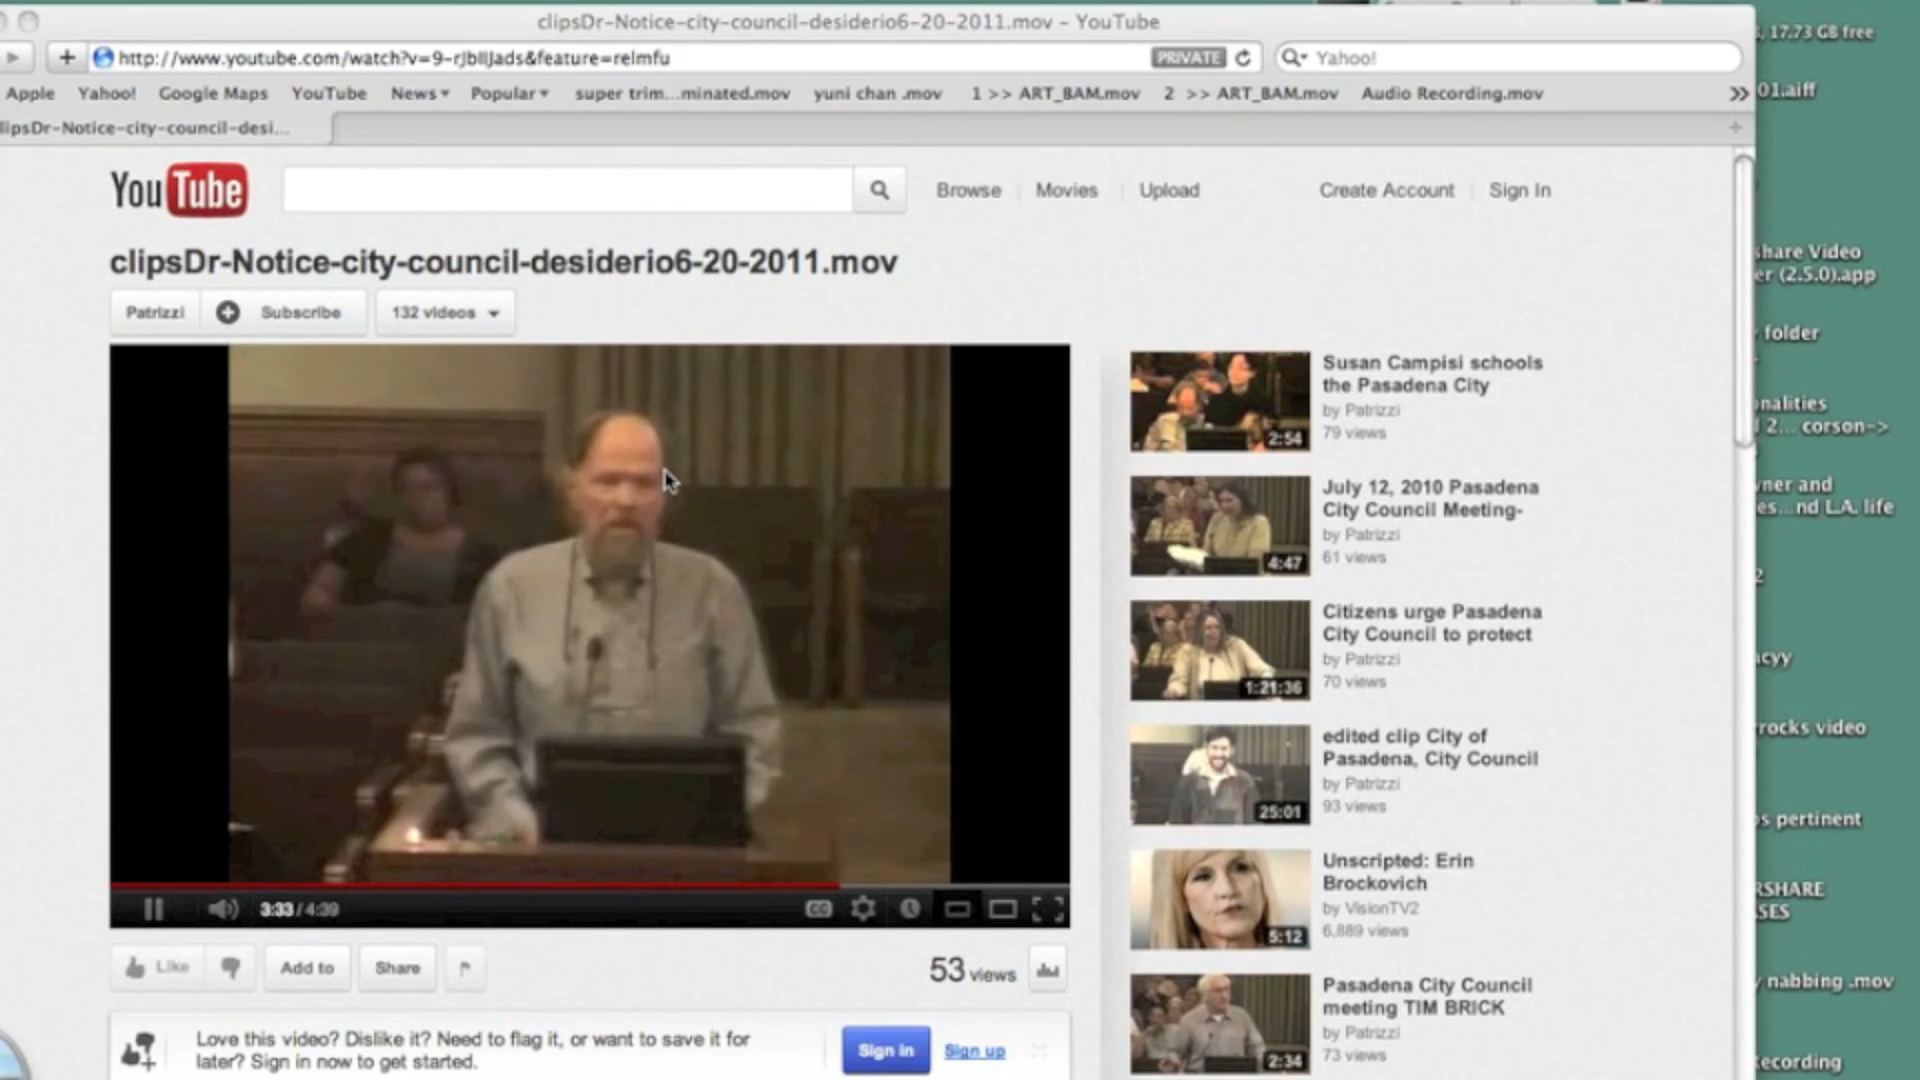 clipsDr-Notice-city-council-desiderio6-20-2011.mov – YouTube
17.73 GB free
http://www.youtube.com/watch?v=9-rJblIJads&feature=relmfu
PRIVATE
Yahoo!
Apple Yahoo! Google Maps YouTube News Popular super trim...minated.mov yuni chan .mov 1 >> ART_BAM.mov 2 >> ART_BAM.mov Audio Recording.mov
01.aiff
lipsDr-Notice-city-council-desi...
YouTube
Browse Movies Upload Create Account Sign In
clipsDr-Notice-city-council-desiderio6-20-2011.mov
Patrizzi Subscribe 132 videos
share Video
er (2.5.0).app
folder
Susan Campisi schools
the Pasadena City
by Patrizzi
79 views
2:54
nalities
2... corson->
July 12, 2010 Pasadena
City Council Meeting-
by Patrizzi
61 views
4:47
ner and
es...nd L.A. life
Citizens urge Pasadena
City Council to protect
by Patrizzi
70 views
1:21:36
acyy
rocks video
edited clip City of
Pasadena, City Council
by Patrizzi
93 views
25:01
os pertinent
Unscripted: Erin
Brockovich
by VisionTV2
6,889 views
5:12
RSHARE
SES
Pasadena City Council
meeting TIM BRICK
by Patrizzi
73 views
2:34
nabbing .mov
Recording
3:33 / 4:39
CC
Like Add to Share
53 views
Love this video? Dislike it? Need to flag it, or want to save it for
later? Sign in now to get started.
Sign in Sign up